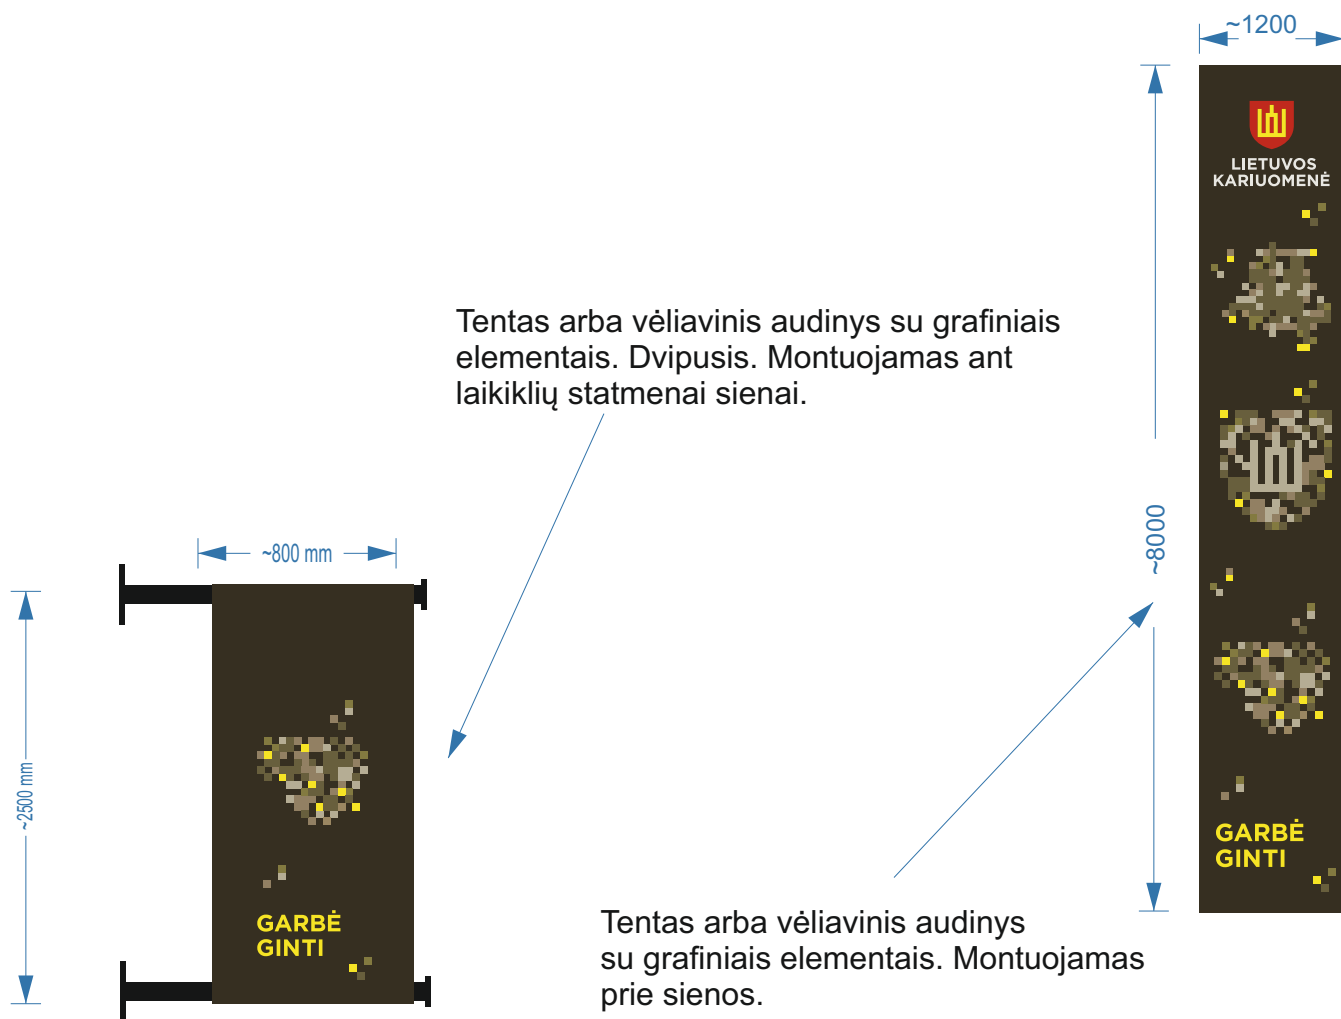 ~1200
LIETUVOS
KARIUOMENĖ
Tentas arba vėliavinis audinys su grafiniais
elementais. Dvipusis. Montuojamas ant
laikiklių statmenai sienai.
~8000
~800 mm
~2500 mm
GARBĖ
GINTI
GARBĖ
GINTI
Tentas arba vėliavinis audinys
su grafiniais elementais. Montuojamas
prie sienos.